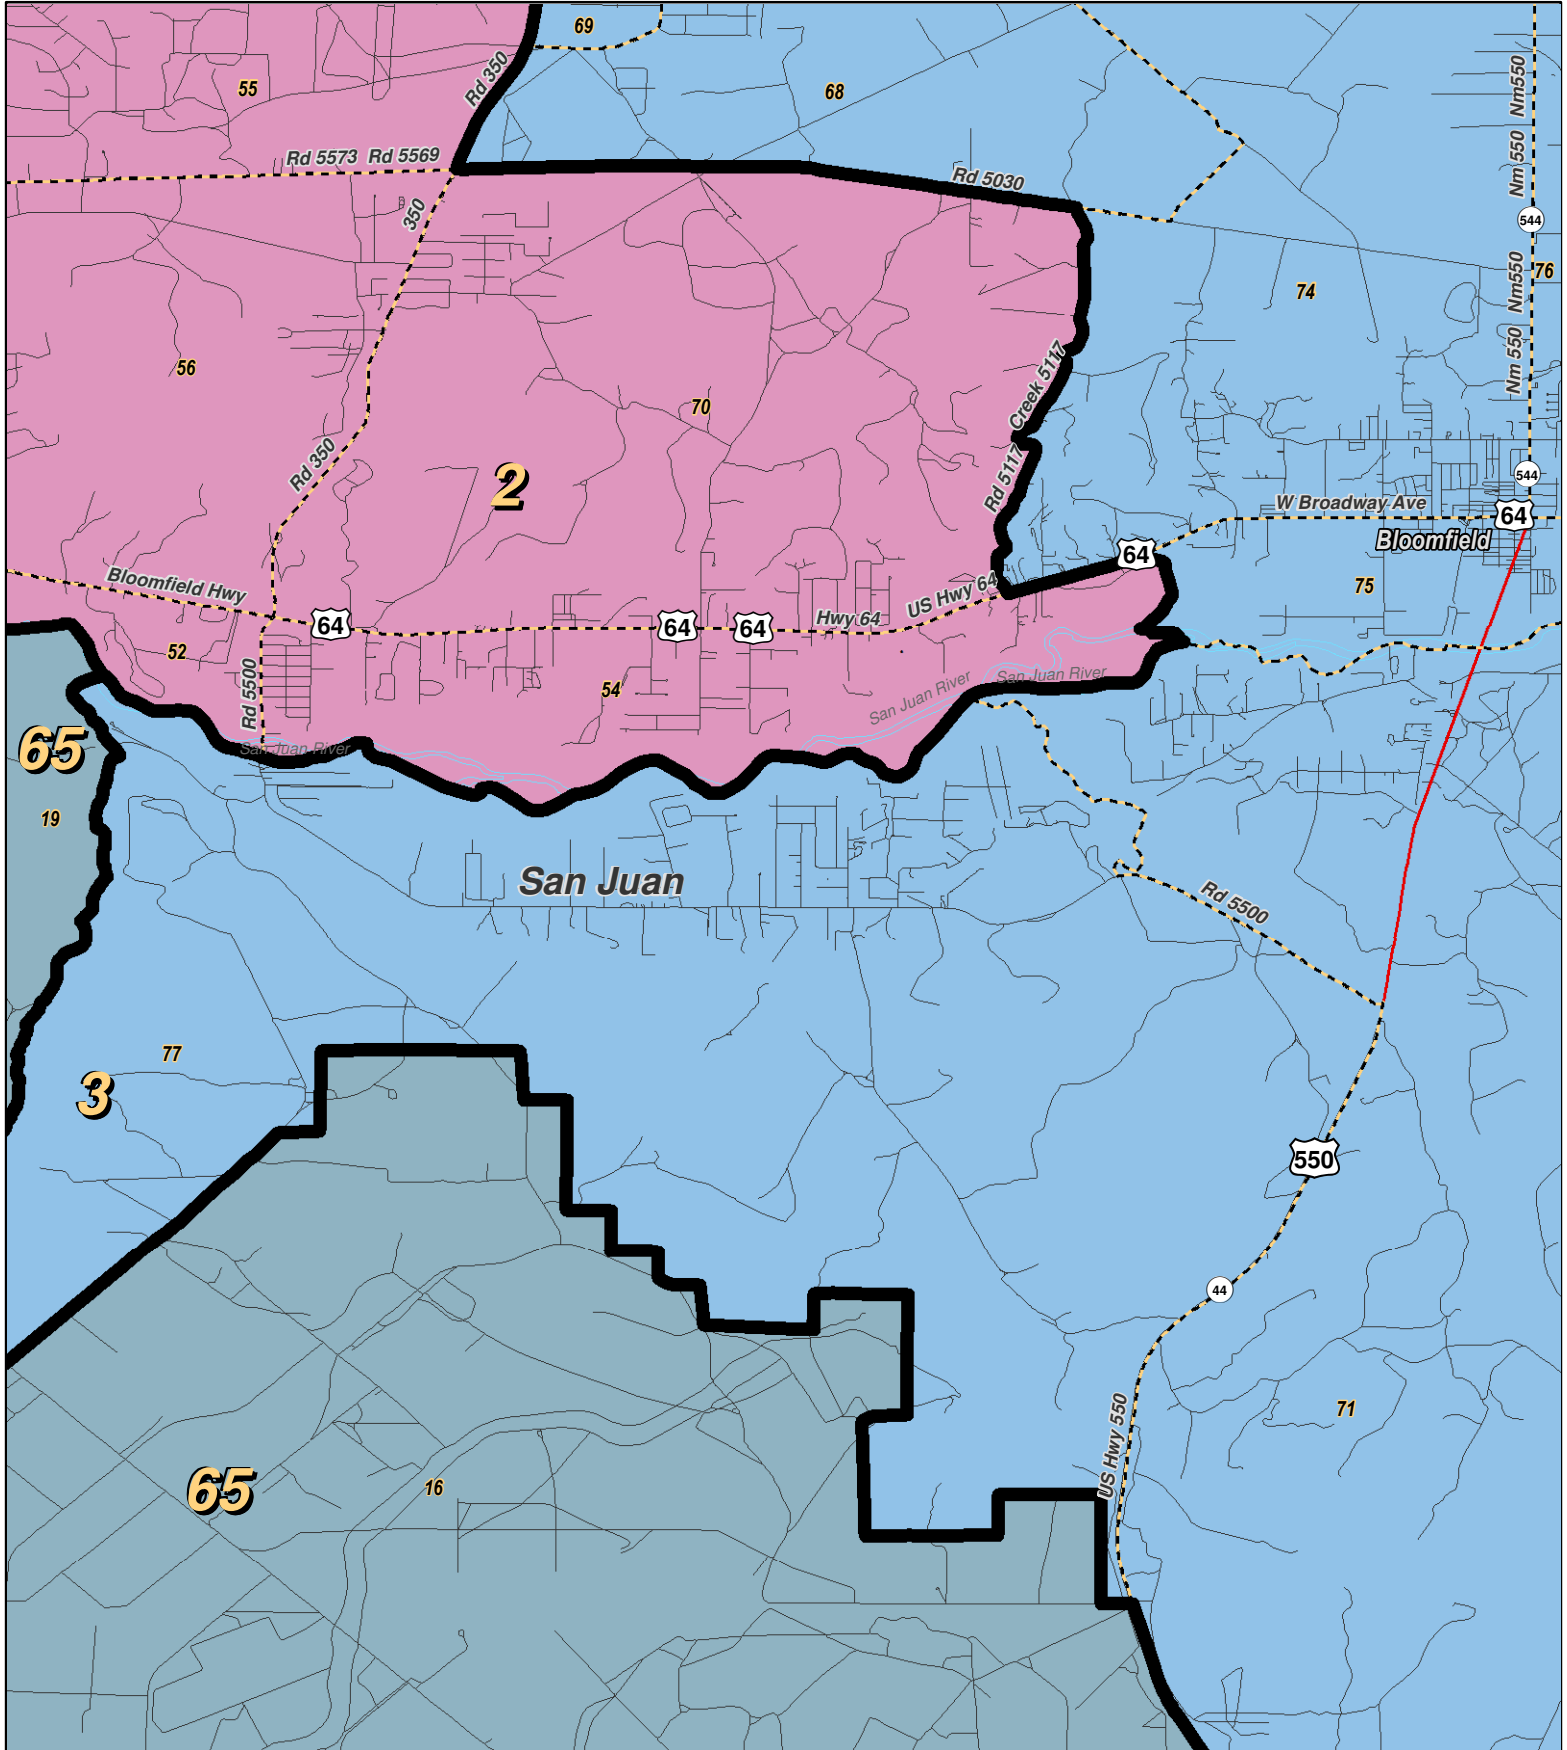 69
Rd 350
55
68
Nm550
Rd 5573 Rd 5569
Nm 550
Rd 5030
350
544
76
Nm550
74
Nm 550
56
Creek 5117
70
Rd 350
2
Rd 5117
544
W Broadway Ave
64
Bloomfield
64
Bloomfield Hwy
US Hwy 64
75
64
64
64
Hwy 64
52
Rd 5500
54
San Juan River
San Juan River
65
San Juan River
19
San Juan
Rd 5500
77
3
550
44
71
US Hwy 550
65
16